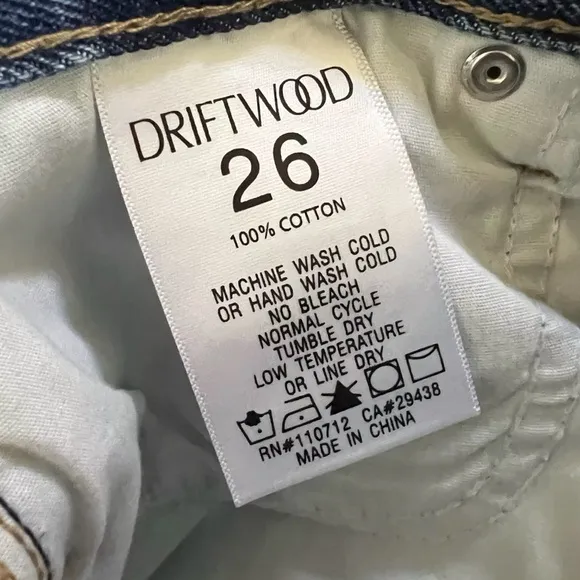 DRIFTWOOD
26
100% COTTON
MACHINE WASH COLD
OR HAND WASH COLD
NO BLEACH
NORMAL CYCLE
TUMBLE DRY
LOW TEMPERATURE
OR LINE DRY
RN#110712 CA#29438
MADE IN CHINA